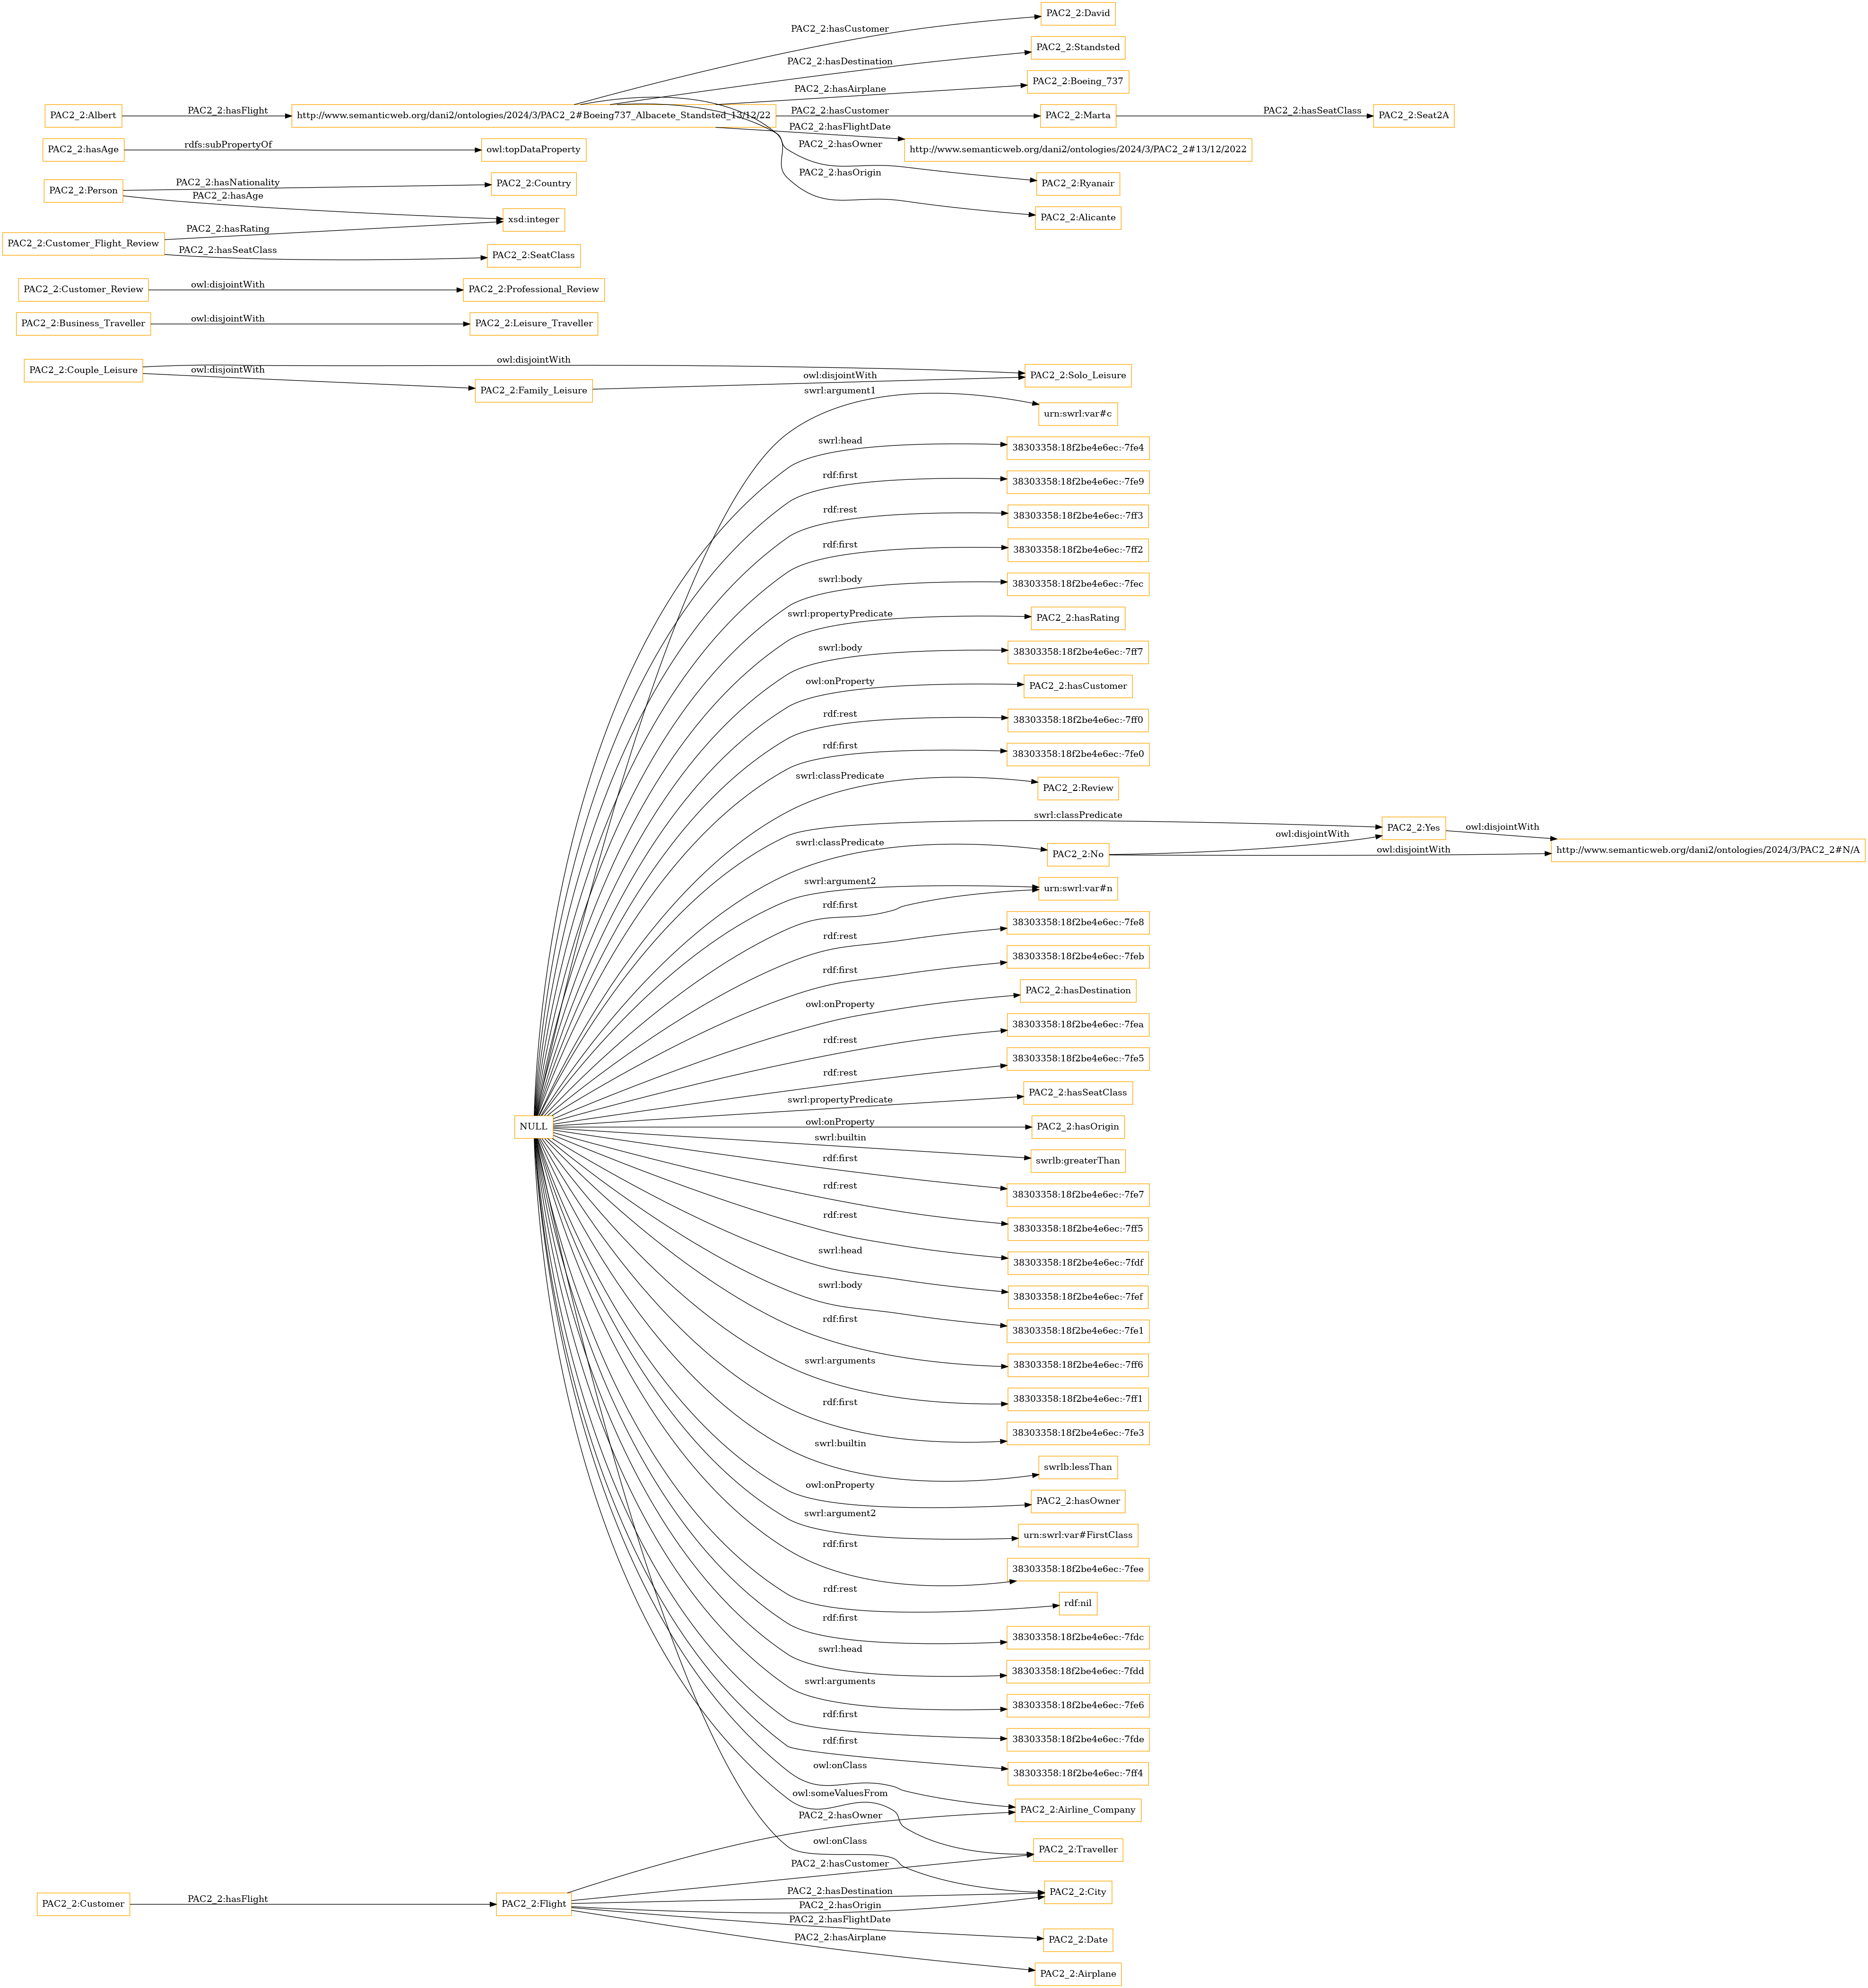 PAC2_2:David
PAC2_2:hasCustomer
PAC2_2:Standsted
PAC2_2:hasDestination
PAC2_2:Boeing_737
PAC2_2:hasAirplane
PAC2_2:Albert
PAC2_2:hasFlight
http://www.semanticweb.org/dani2/ontologies/2024/3/PAC2_2#Boeing737_Albacete_Standsted_13/12/22
PAC2_2:hasCustomer
PAC2_2:Marta
PAC2_2:hasSeatClass
PAC2_2:Seat2A
PAC2_2:hasFlightDate
http://www.semanticweb.org/dani2/ontologies/2024/3/PAC2_2#13/12/2022
PAC2_2:hasAge
rdfs:subPropertyOf
owl:topDataProperty
PAC2_2:hasOwner
PAC2_2:Ryanair
PAC2_2:Person
PAC2_2:hasNationality
PAC2_2:Country
PAC2_2:hasOrigin
PAC2_2:Alicante
PAC2_2:hasAge
xsd:integer
PAC2_2:Customer_Flight_Review
PAC2_2:hasRating
PAC2_2:hasSeatClass
PAC2_2:SeatClass
PAC2_2:Customer_Review
owl:disjointWith
PAC2_2:Professional_Review
PAC2_2:Business_Traveller
owl:disjointWith
PAC2_2:Leisure_Traveller
PAC2_2:Couple_Leisure
owl:disjointWith
PAC2_2:Solo_Leisure
owl:disjointWith
PAC2_2:Family_Leisure
owl:disjointWith
swrl:argument1
urn:swrl:var#c
swrl:head
38303358:18f2be4e6ec:-7fe4
rdf:first
38303358:18f2be4e6ec:-7fe9
rdf:rest
38303358:18f2be4e6ec:-7ff3
rdf:first
38303358:18f2be4e6ec:-7ff2
swrl:body
38303358:18f2be4e6ec:-7fec
swrl:propertyPredicate
PAC2_2:hasRating
swrl:body
38303358:18f2be4e6ec:-7ff7
owl:onProperty
PAC2_2:hasCustomer
rdf:rest
38303358:18f2be4e6ec:-7ff0
rdf:first
38303358:18f2be4e6ec:-7fe0
swrl:classPredicate
PAC2_2:Review
swrl:classPredicate
PAC2_2:Yes
owl:disjointWith
http://www.semanticweb.org/dani2/ontologies/2024/3/PAC2_2#N/A
swrl:classPredicate
PAC2_2:No
owl:disjointWith
owl:disjointWith
swrl:argument2
urn:swrl:var#n
rdf:first
rdf:rest
38303358:18f2be4e6ec:-7fe8
rdf:first
38303358:18f2be4e6ec:-7feb
owl:onProperty
PAC2_2:hasDestination
rdf:rest
38303358:18f2be4e6ec:-7fea
rdf:rest
38303358:18f2be4e6ec:-7fe5
swrl:propertyPredicate
PAC2_2:hasSeatClass
NULL
owl:onProperty
PAC2_2:hasOrigin
swrl:builtin
swrlb:greaterThan
rdf:first
38303358:18f2be4e6ec:-7fe7
rdf:rest
38303358:18f2be4e6ec:-7ff5
rdf:rest
38303358:18f2be4e6ec:-7fdf
swrl:head
38303358:18f2be4e6ec:-7fef
swrl:body
38303358:18f2be4e6ec:-7fe1
rdf:first
38303358:18f2be4e6ec:-7ff6
swrl:arguments
38303358:18f2be4e6ec:-7ff1
rdf:first
38303358:18f2be4e6ec:-7fe3
swrl:builtin
swrlb:lessThan
owl:onProperty
PAC2_2:hasOwner
swrl:argument2
urn:swrl:var#FirstClass
rdf:first
38303358:18f2be4e6ec:-7fee
rdf:rest
rdf:nil
rdf:first
38303358:18f2be4e6ec:-7fdc
swrl:head
38303358:18f2be4e6ec:-7fdd
swrl:arguments
38303358:18f2be4e6ec:-7fe6
rdf:first
38303358:18f2be4e6ec:-7fde
rdf:first
38303358:18f2be4e6ec:-7ff4
owl:onClass
PAC2_2:Airline_Company
owl:someValuesFrom
PAC2_2:hasOwner
owl:onClass
PAC2_2:Traveller
PAC2_2:hasCustomer
PAC2_2:Customer
PAC2_2:hasFlight
PAC2_2:Flight
PAC2_2:hasDestination
PAC2_2:City
PAC2_2:hasOrigin
PAC2_2:hasFlightDate
PAC2_2:Date
PAC2_2:hasAirplane
PAC2_2:Airplane